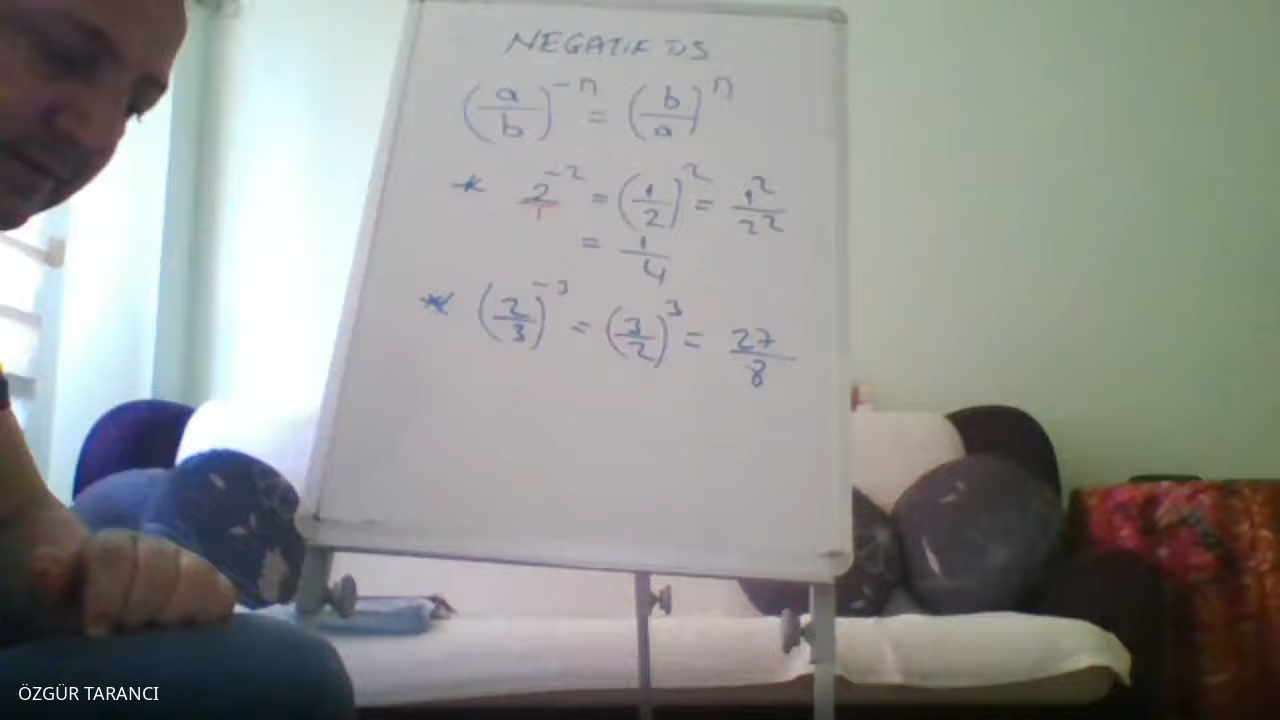 NEGATİF ÜS
(a/b)^-n = (b/a)^n
* 2/1^-2 = (1/2)^2 = 1^2/2^2
= 1/4
* (2/3)^-3 = (3/2)^3 = 27/8
ÖZGÜR TARANCI